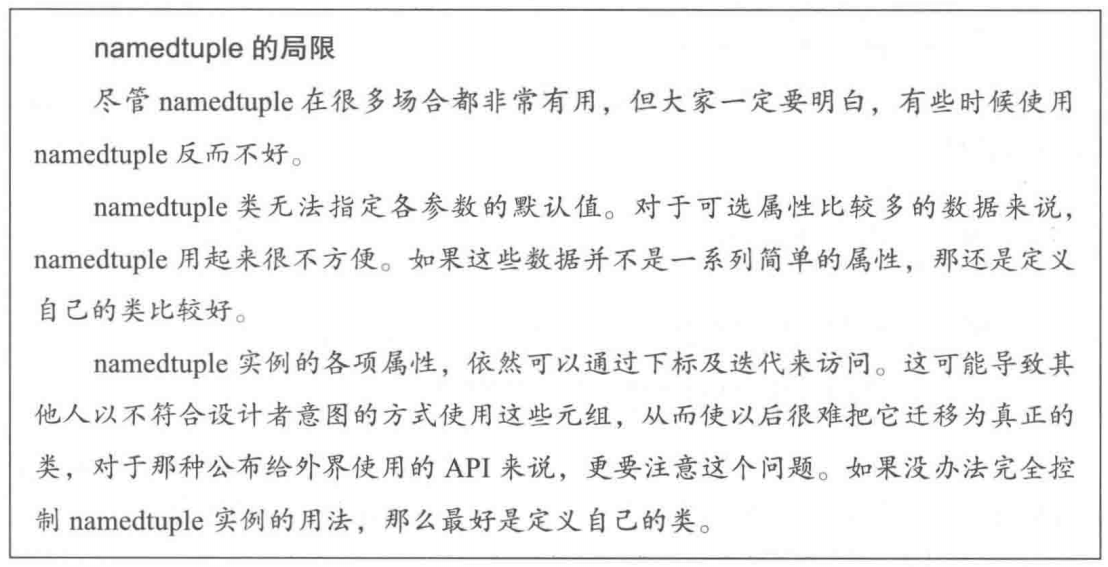 namedtuple 的局限
尽管 namedtuple 在很多场合都非常有用，但大家一定要明白，有些时候使用
namedtuple 反而不好。
namedtuple 类无法指定各参数的默认值。对于可选属性比较多的数据来说，
namedtuple 用起来很不方便。如果这些数据并不是一系列简单的属性，那还是定义
自己的类比较好。
namedtuple 实例的各项属性，依然可以通过下标及迭代来访问。这可能导致其
他人以不符合设计者意图的方式使用这些元组，从而使以后很难把它迁移为真正的
类，对于那种公布给外界使用的 API 来说，更要注意这个问题。如果没办法完全控
制 namedtuple 实例的用法，那么最好是定义自己的类。